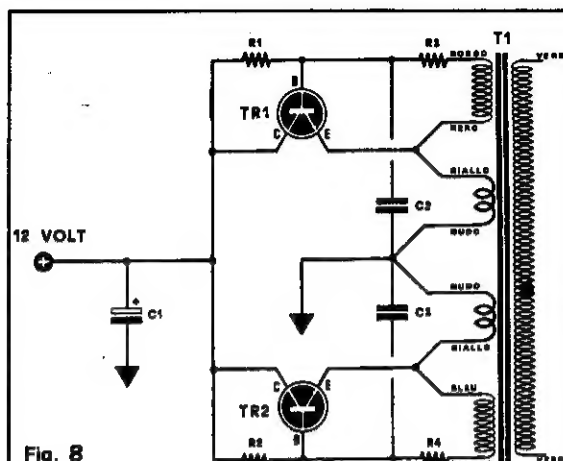 T1
R1
R3
ROSSO
B
TR1
C
E
NERO
GIALLO
C2
NUDO
12 VOLT
+
C1
NUDO
C3
GIALLO
C
E
TR2
BLEU
B
R2
R4
Fig. 8